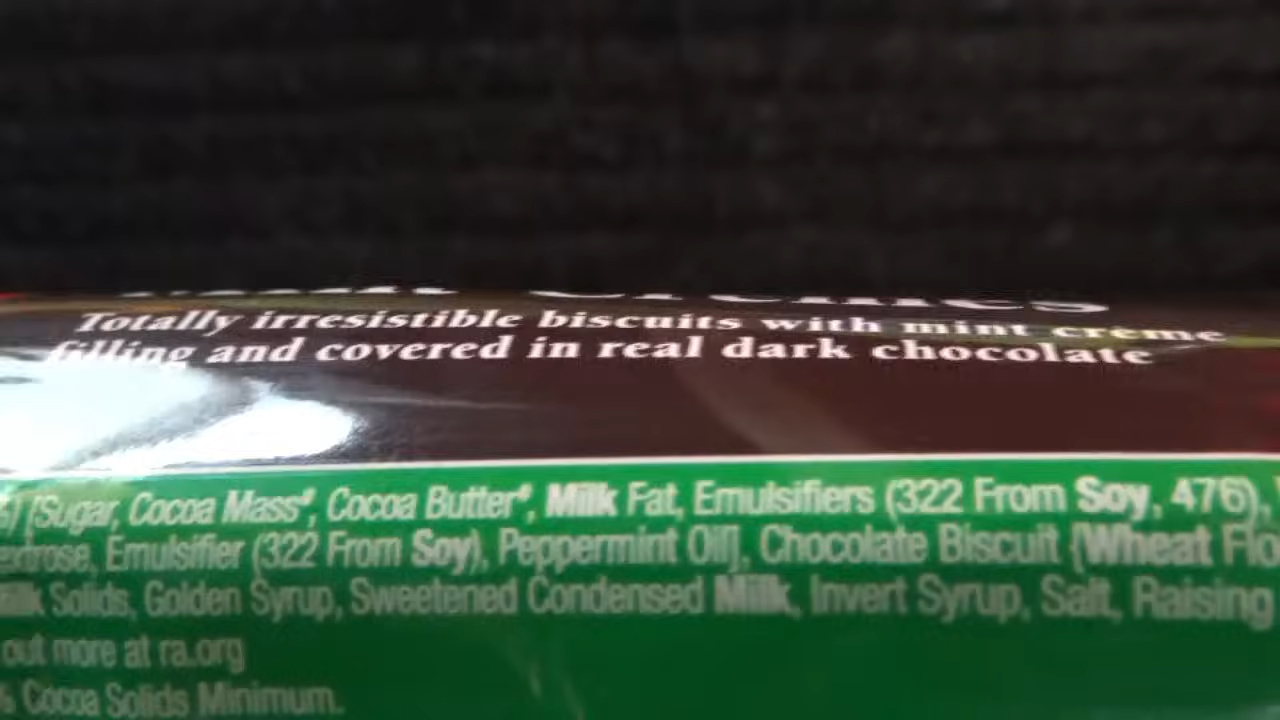 Totally irresistible biscuits with mint crème
filling and covered in real dark chocolate
[Sugar, Cocoa Mass*, Cocoa Butter*, Milk Fat, Emulsifiers (322 From Soy, 476),
Emulsifier (322 From Soy), Peppermint Oil], Chocolate Biscuit (Wheat
Solids, Golden Syrup, Sweetened Condensed Milk, Invert Syrup, Salt, Raising
out more at ra.org
% Cocoa Solids Minimum.